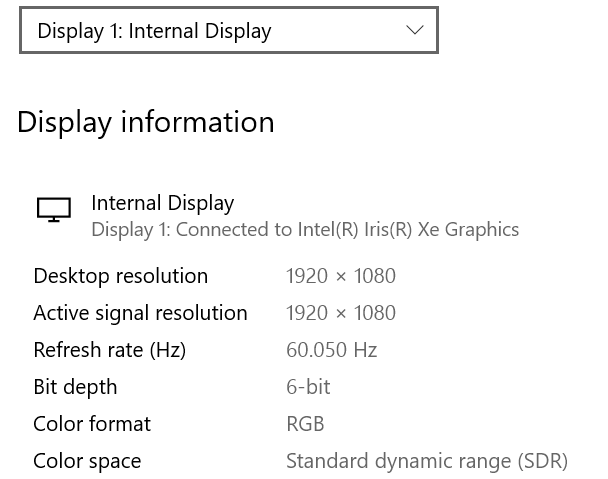 Display 1: Internal Display
Display information
Internal Display
Display 1: Connected to Intel(R) Iris(R) Xe Graphics
Desktop resolution 1920 × 1080
Active signal resolution 1920 × 1080
Refresh rate (Hz) 60.050 Hz
Bit depth 6-bit
Color format RGB
Color space Standard dynamic range (SDR)